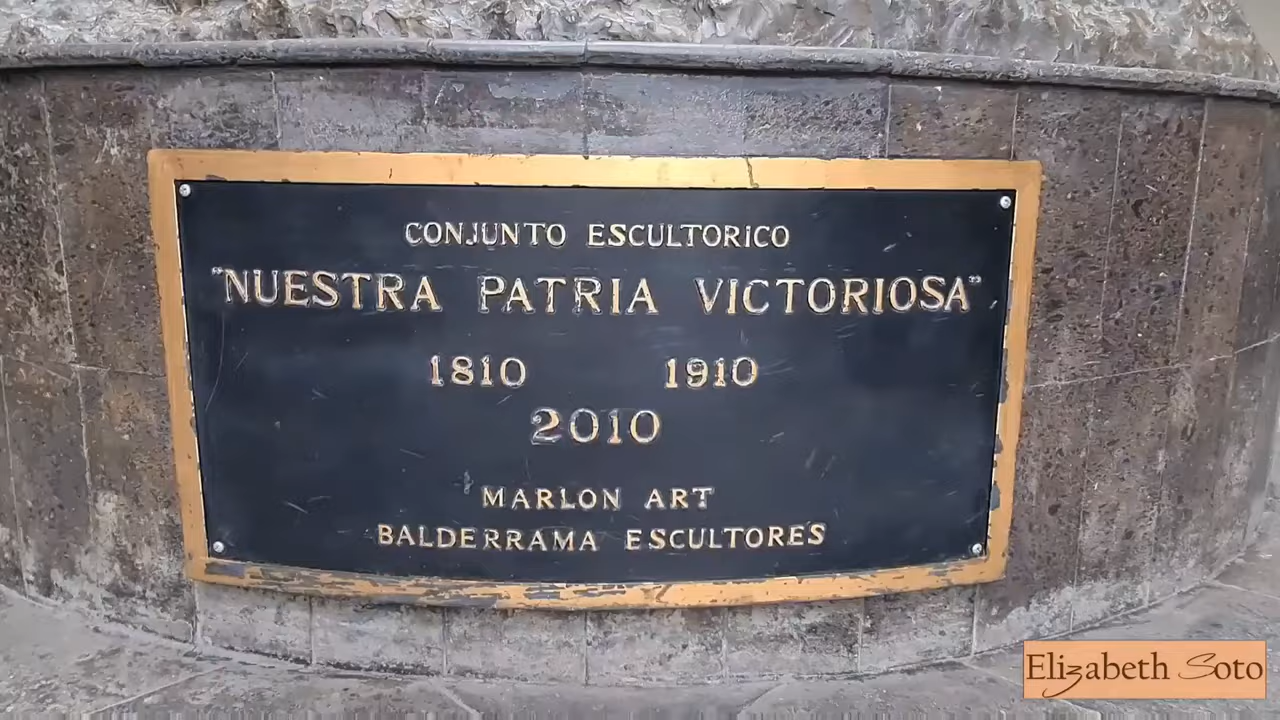 CONJUNTO ESCULTORICO
"NUESTRA PATRIA VICTORIOSA"
1810 1910
2010
MARLON ART
BALDERRAMA ESCULTORES
Elizabeth Soto